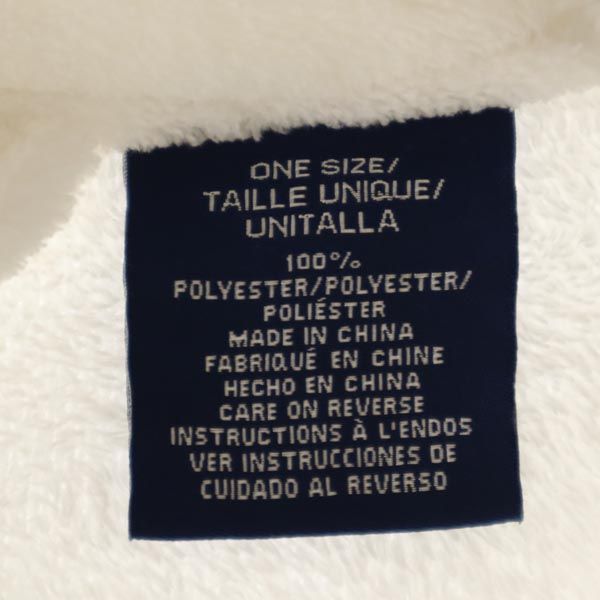 ONE SIZE/
TAILLE UNIQUE/
UNITALLA
100%
POLYESTER/POLYESTER/
POLIÉSTER
MADE IN CHINA
FABRIQUÉ EN CHINE
HECHO EN CHINA
CARE ON REVERSE
INSTRUCTIONS À L'ENDOS
VER INSTRUCCIONES DE
CUIDADO AL REVERSO